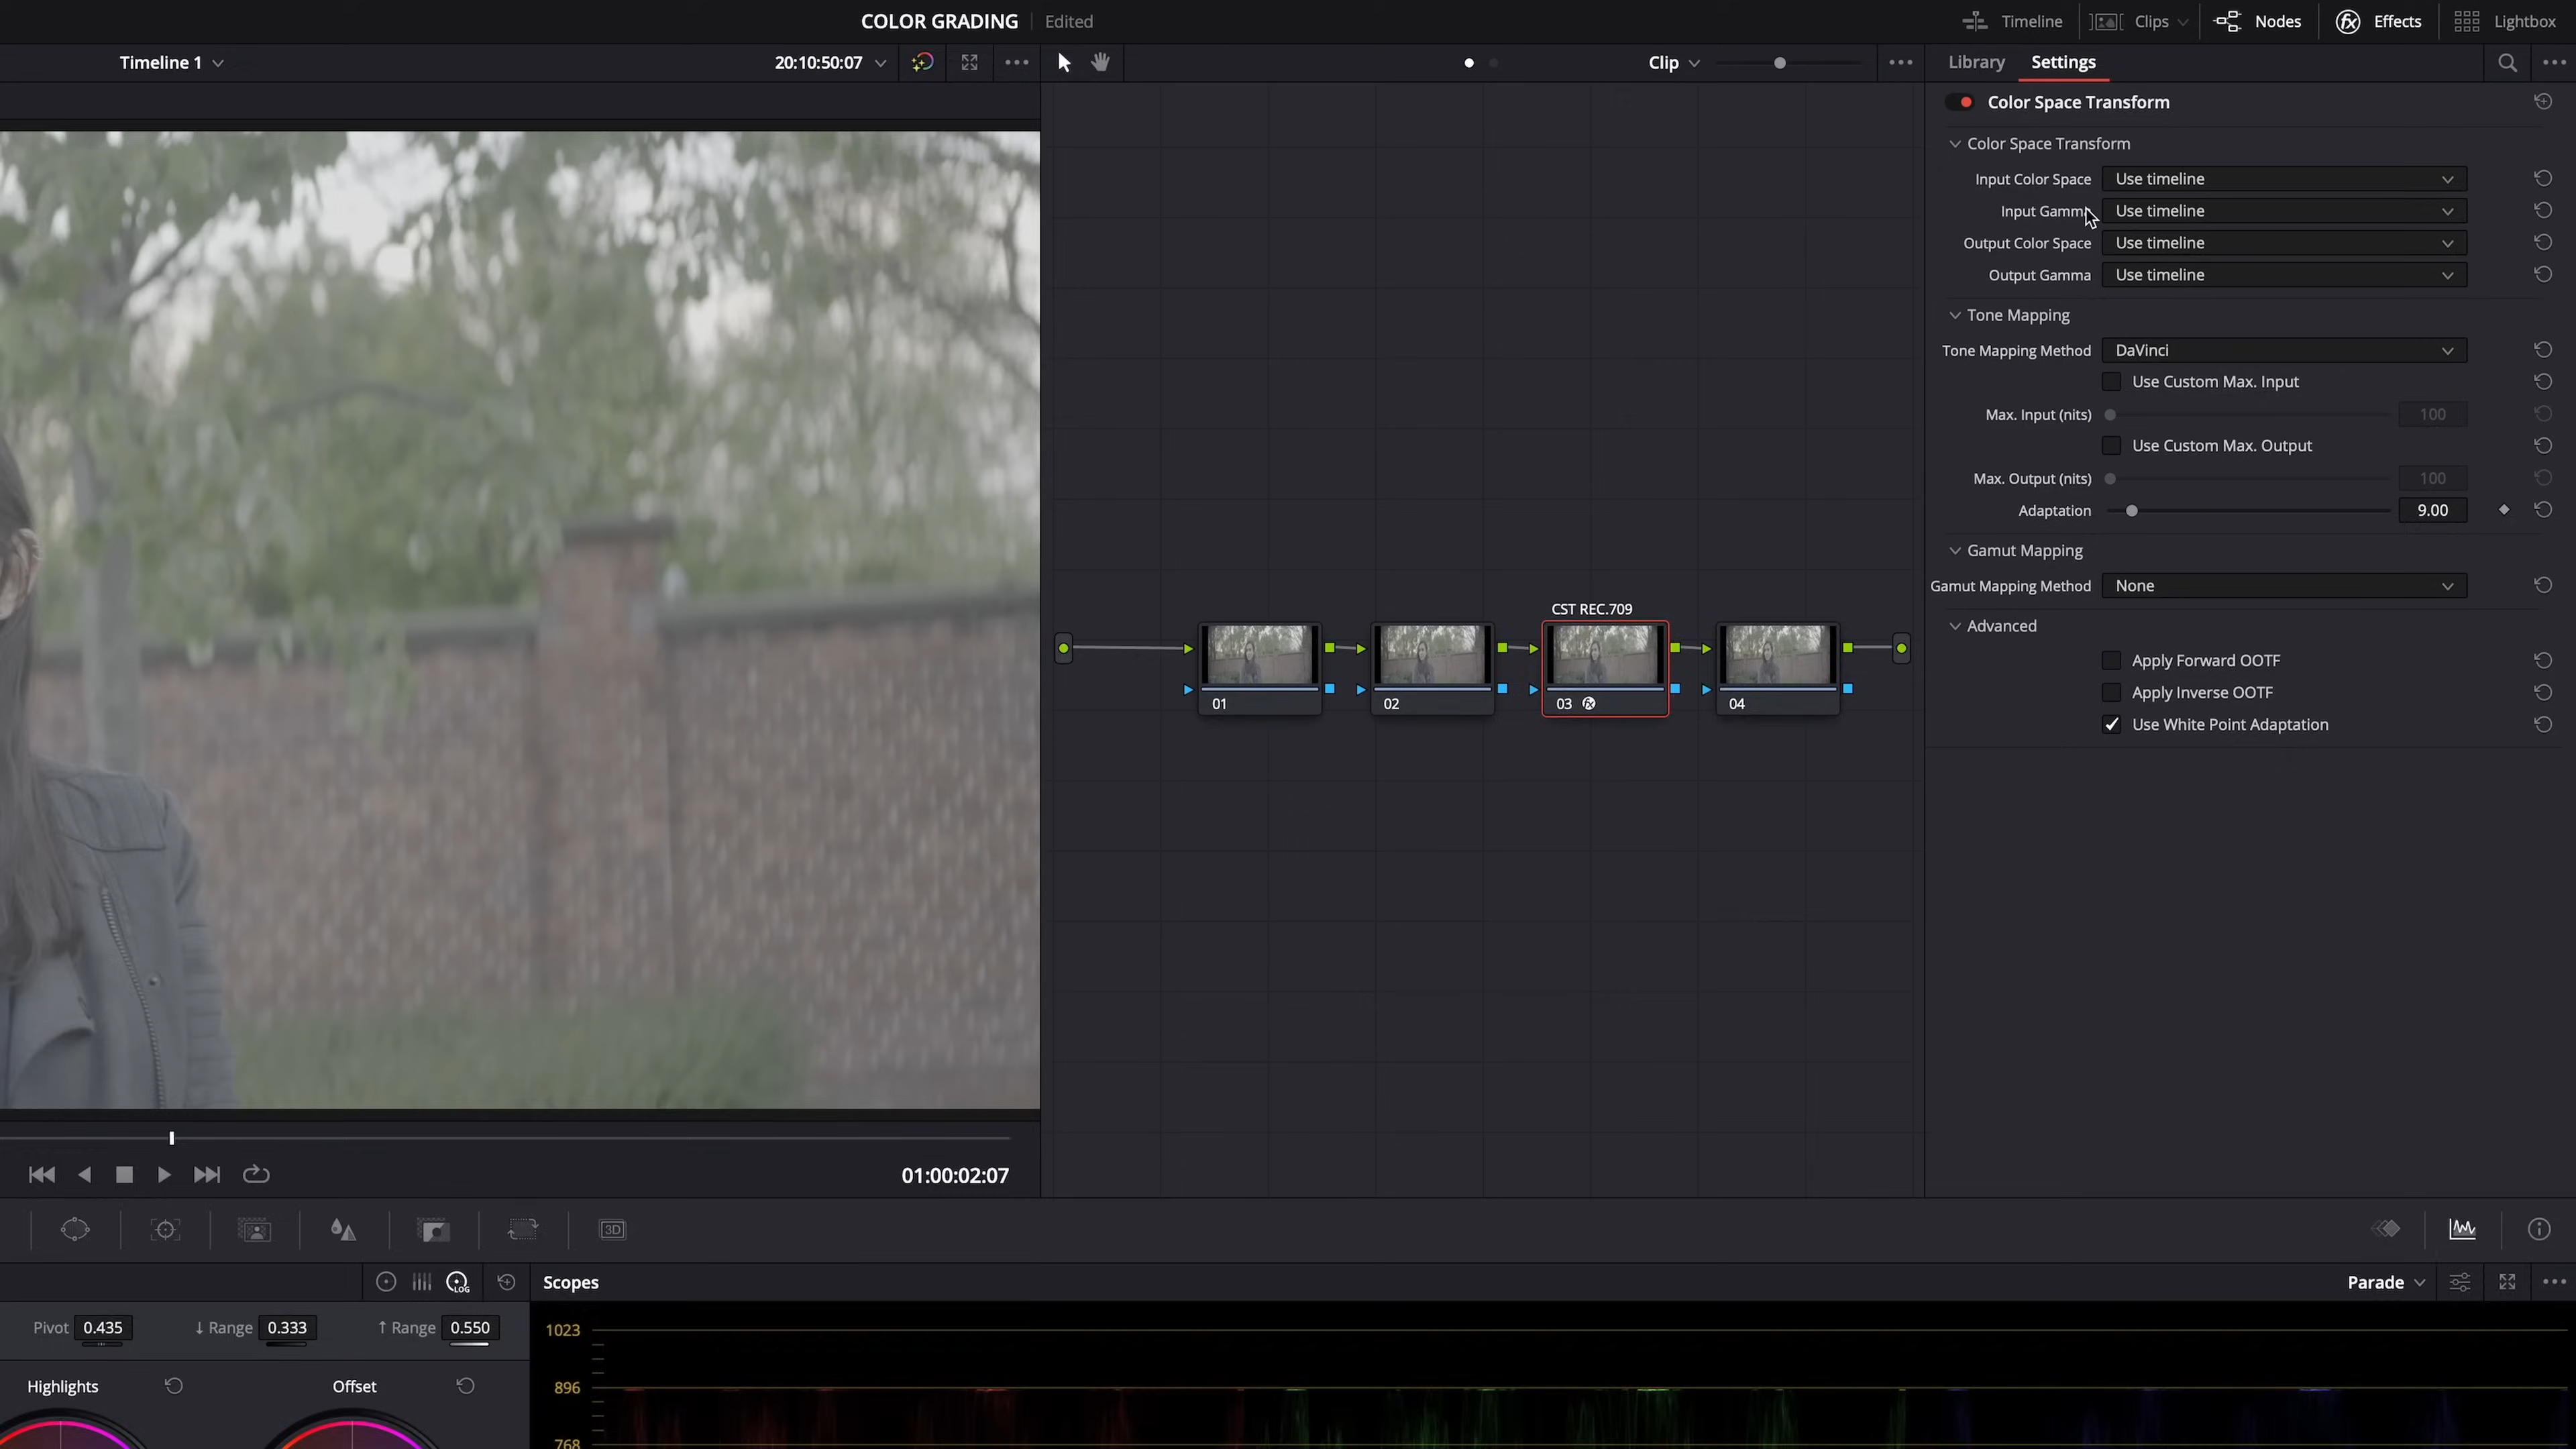 COLOR GRADING Edited Timeline Clips Nodes Effects Lightbox
Timeline 1 20:10:50:07 Clip Library Settings
Color Space Transform
Color Space Transform
Input Color Space Use timeline
Input Gamma Use timeline
Output Color Space Use timeline
Output Gamma Use timeline
Tone Mapping
Tone Mapping Method DaVinci
Use Custom Max. Input
Max. Input (nits) 100
Use Custom Max. Output
Max. Output (nits) 100
Adaptation 9.00
Gamut Mapping
Gamut Mapping Method None
Advanced
Apply Forward OOTF
Apply Inverse OOTF
Use White Point Adaptation
CST REC.709
01 02 03 04
01:00:02:07
3D
LOG Scopes Parade
Pivot 0.435 ↓ Range 0.333 ↑ Range 0.550
Highlights Offset
1023
896
768